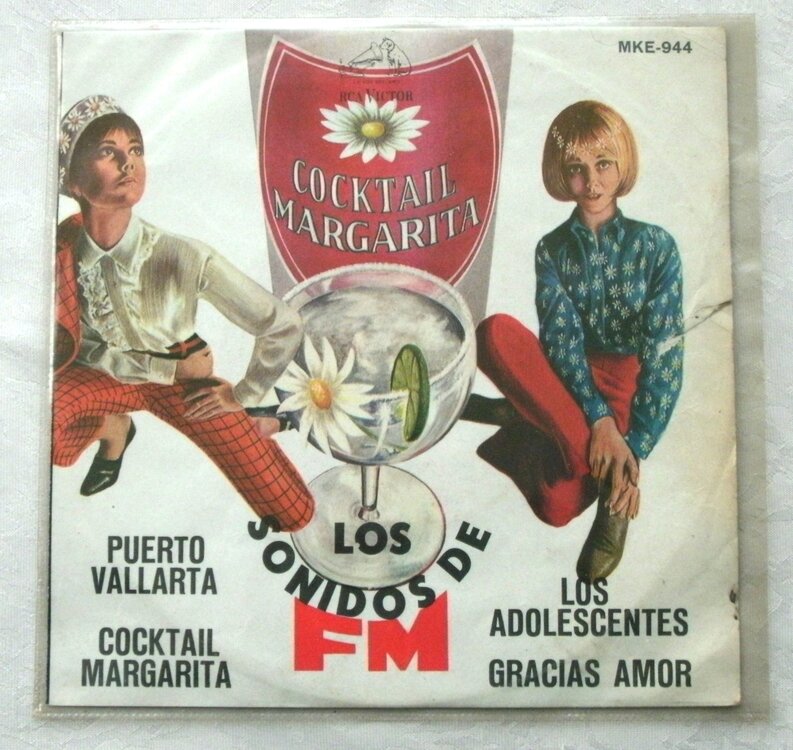 MKE-944
RCA VICTOR
COCKTAIL
MARGARITA
LOS
SONIDOS DE
FM
PUERTO
VALLARTA
COCKTAIL
MARGARITA
LOS
ADOLESCENTES
GRACIAS AMOR